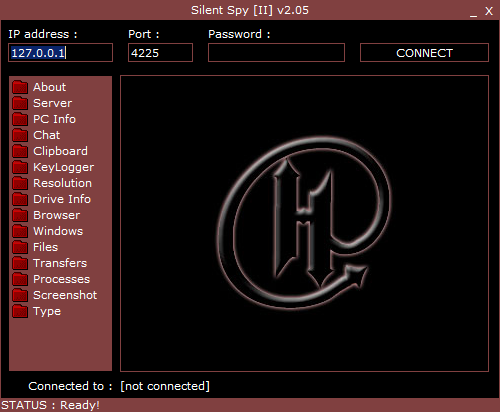 Silent Spy [II] v2.05 _ X
IP address : Port : Password :
127.0.0.1 4225 CONNECT
About
Server
PC Info
Chat
Clipboard
KeyLogger
Resolution
Drive Info
Browser
Windows
Files
Transfers
Processes
Screenshot
Type
Connected to : [not connected]
STATUS : Ready!